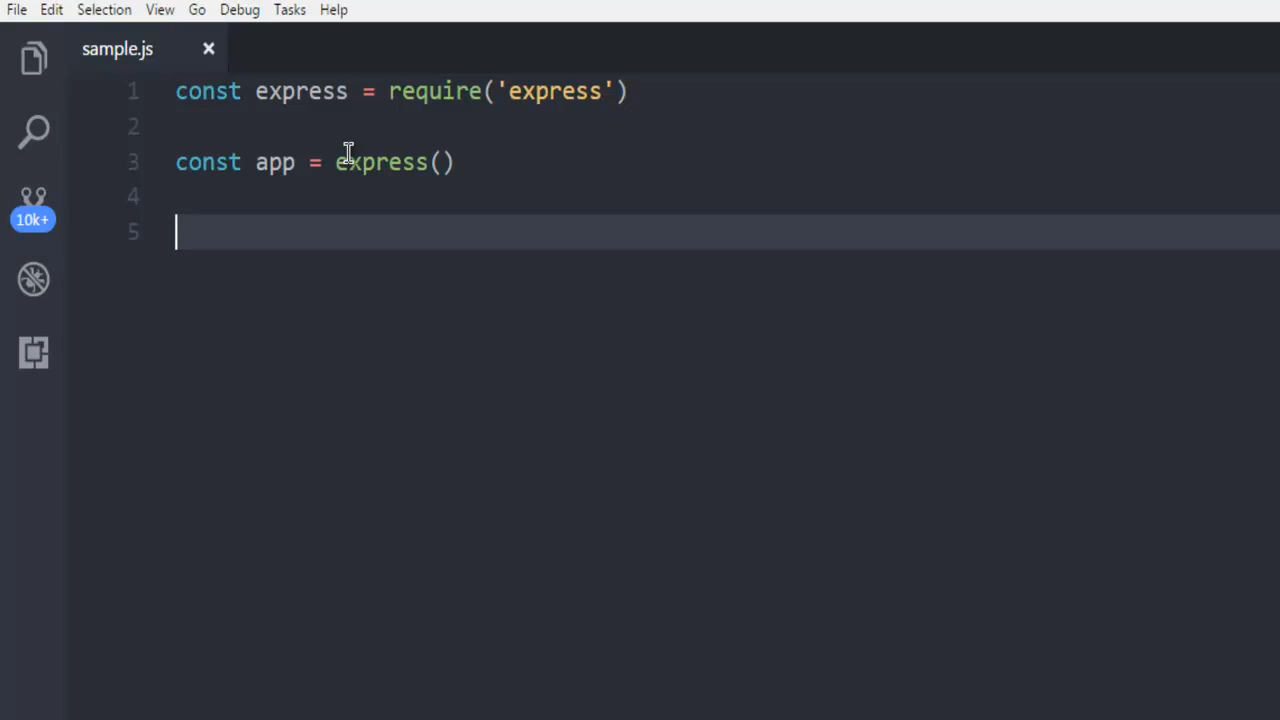 File Edit Selection View Go Debug Tasks Help
sample.js
1 const express = require('express')
2
3 const app = express()
4
5
10k+